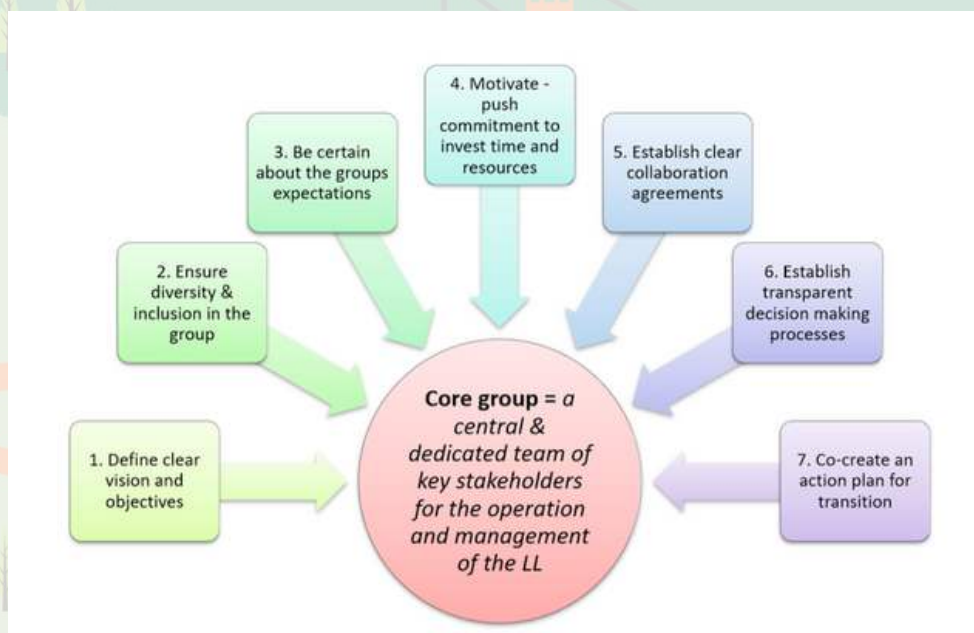 1. Define clear
vision and
objectives
2. Ensure
diversity &
inclusion in the
group
3. Be certain
about the groups
expectations
4. Motivate -
push
commitment to
invest time and
resources
5. Establish clear
collaboration
agreements
6. Establish
transparent
decision making
processes
7. Co-create an
action plan for
transition
Core group = a
central &
dedicated team of
key stakeholders
for the operation
and management
of the LL